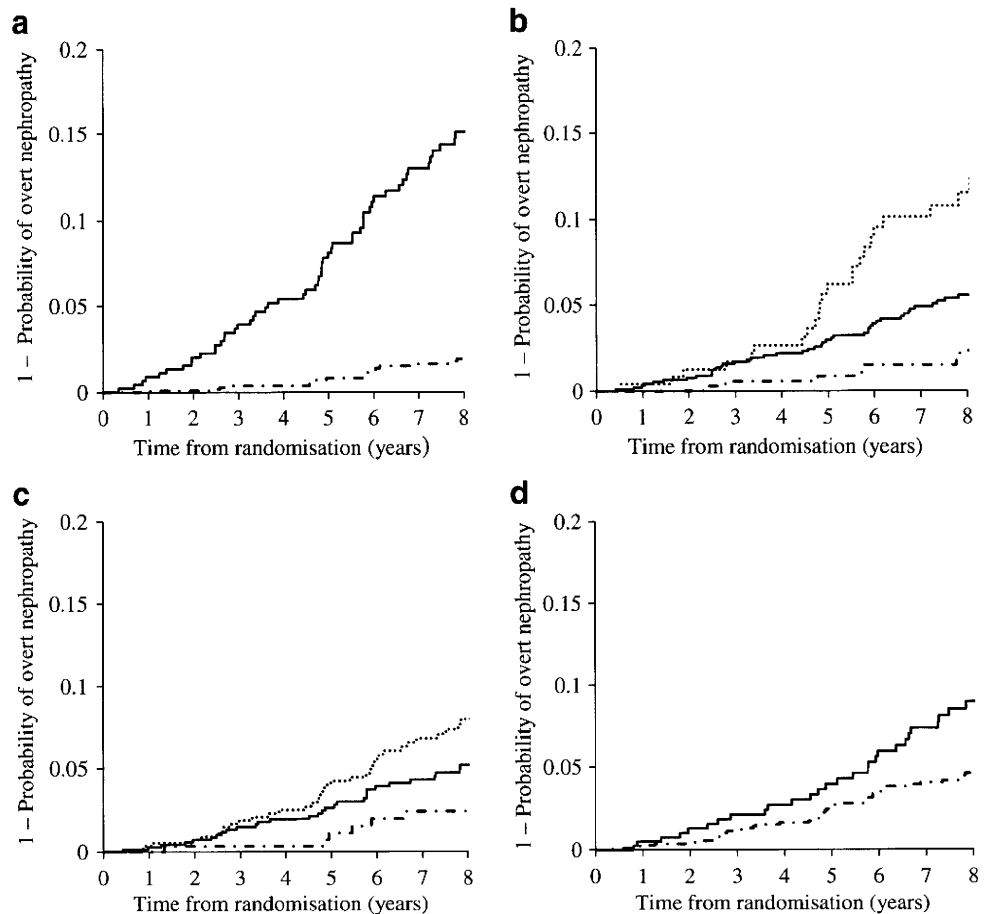 a
1 – Probability of overt nephropathy
0.2
0.15
0.1
0.05
0
0 1 2 3 4 5 6 7 8
Time from randomisation (years)
b
1 – Probability of overt nephropathy
0.2
0.15
0.1
0.05
0
0 1 2 3 4 5 6 7 8
Time from randomisation (years)
c
1 – Probability of overt nephropathy
0.2
0.15
0.1
0.05
0
0 1 2 3 4 5 6 7 8
Time from randomisation (years)
d
1 – Probability of overt nephropathy
0.2
0.15
0.1
0.05
0
0 1 2 3 4 5 6 7 8
Time from randomisation (years)